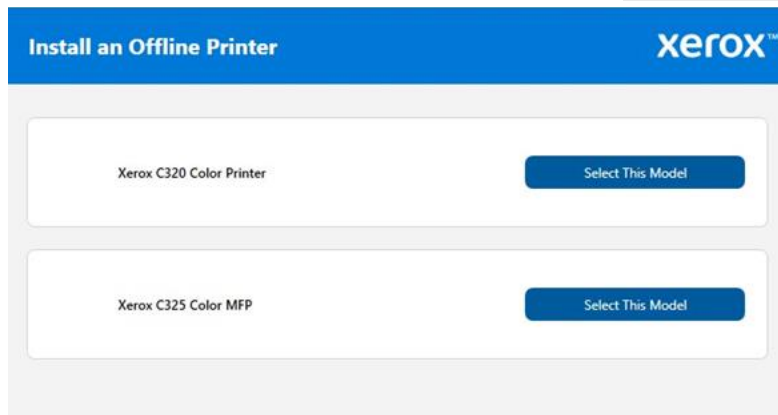 Install an Offline Printer
xerox™
Xerox C320 Color Printer
Select This Model
Xerox C325 Color MFP
Select This Model